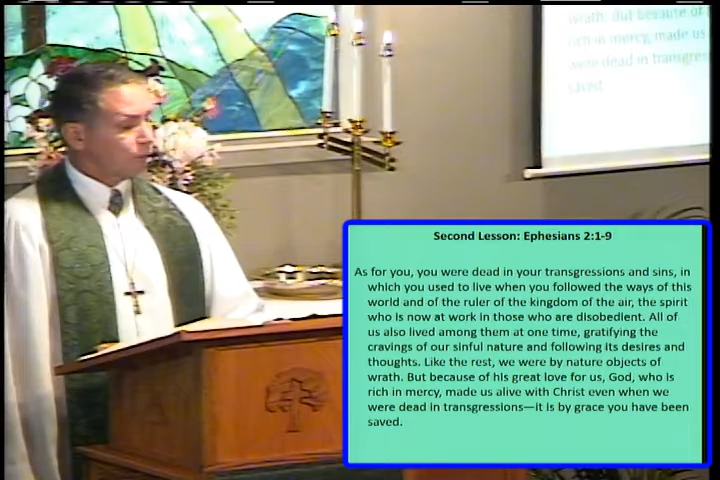 wrath. But because of
rich in mercy, made us
were dead in transgres
saved.
Second Lesson: Ephesians 2:1-9
As for you, you were dead in your transgressions and sins, in
which you used to live when you followed the ways of this
world and of the ruler of the kingdom of the air, the spirit
who is now at work in those who are disobedient. All of
us also lived among them at one time, gratifying the
cravings of our sinful nature and following its desires and
thoughts. Like the rest, we were by nature objects of
wrath. But because of his great love for us, God, who is
rich in mercy, made us alive with Christ even when we
were dead in transgressions—it is by grace you have been
saved.